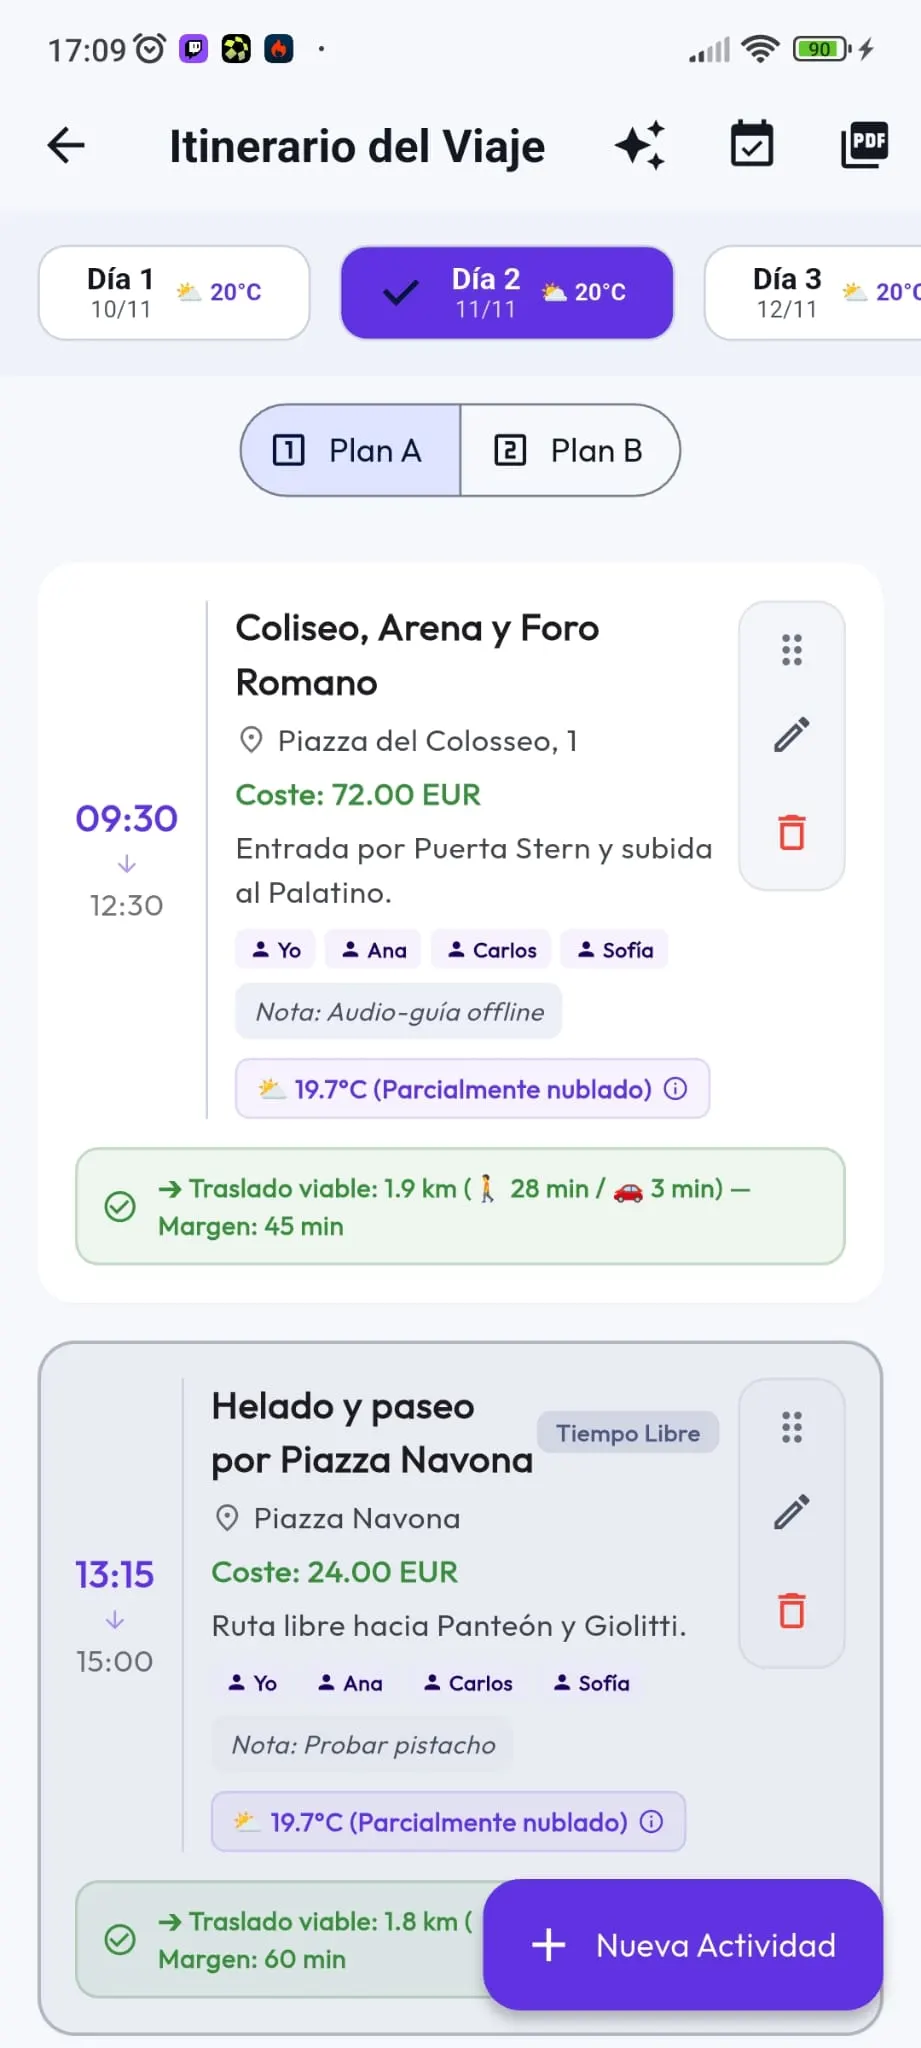 17:09
90
Itinerario del Viaje
PDF
Día 1
10/11
20°C
Día 2
11/11
20°C
Día 3
12/11
20°C
1 Plan A
2 Plan B
Coliseo, Arena y Foro
Romano
Piazza del Colosseo, 1
Coste: 72.00 EUR
09:30
↓
12:30
Entrada por Puerta Stern y subida
al Palatino.
Yo
Ana
Carlos
Sofía
Nota: Audio-guía offline
19.7°C (Parcialmente nublado)
→ Traslado viable: 1.9 km (🚶 28 min / 🚗 3 min) —
Margen: 45 min
Helado y paseo
por Piazza Navona
Tiempo Libre
Piazza Navona
Coste: 24.00 EUR
13:15
↓
15:00
Ruta libre hacia Panteón y Giolitti.
Yo
Ana
Carlos
Sofía
Nota: Probar pistacho
19.7°C (Parcialmente nublado)
→ Traslado viable: 1.8 km (
Margen: 60 min
+ Nueva Actividad